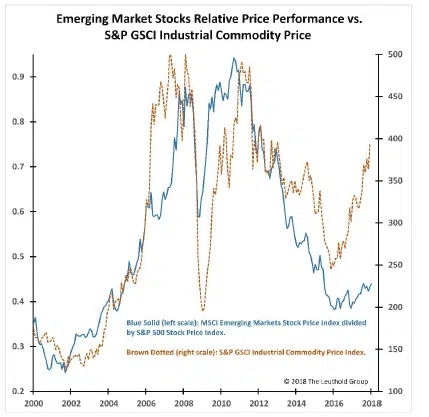 Emerging Market Stocks Relative Price Performance vs.
S&P GSCI Industrial Commodity Price
500
0.9
450
0.8
400
0.7
350
0.6
300
0.5
250
0.4
200
0.3
150
0.2
100
Blue Solid (left scale): MSCI Emerging Markets Stock Price Index divided
by S&P 500 Stock Price Index.
Brown Dotted (right scale): S&P GSCI Industrial Commodity Price Index.
© 2018 The Leuthold Group
2000 2002 2004 2006 2008 2010 2012 2014 2016 2018